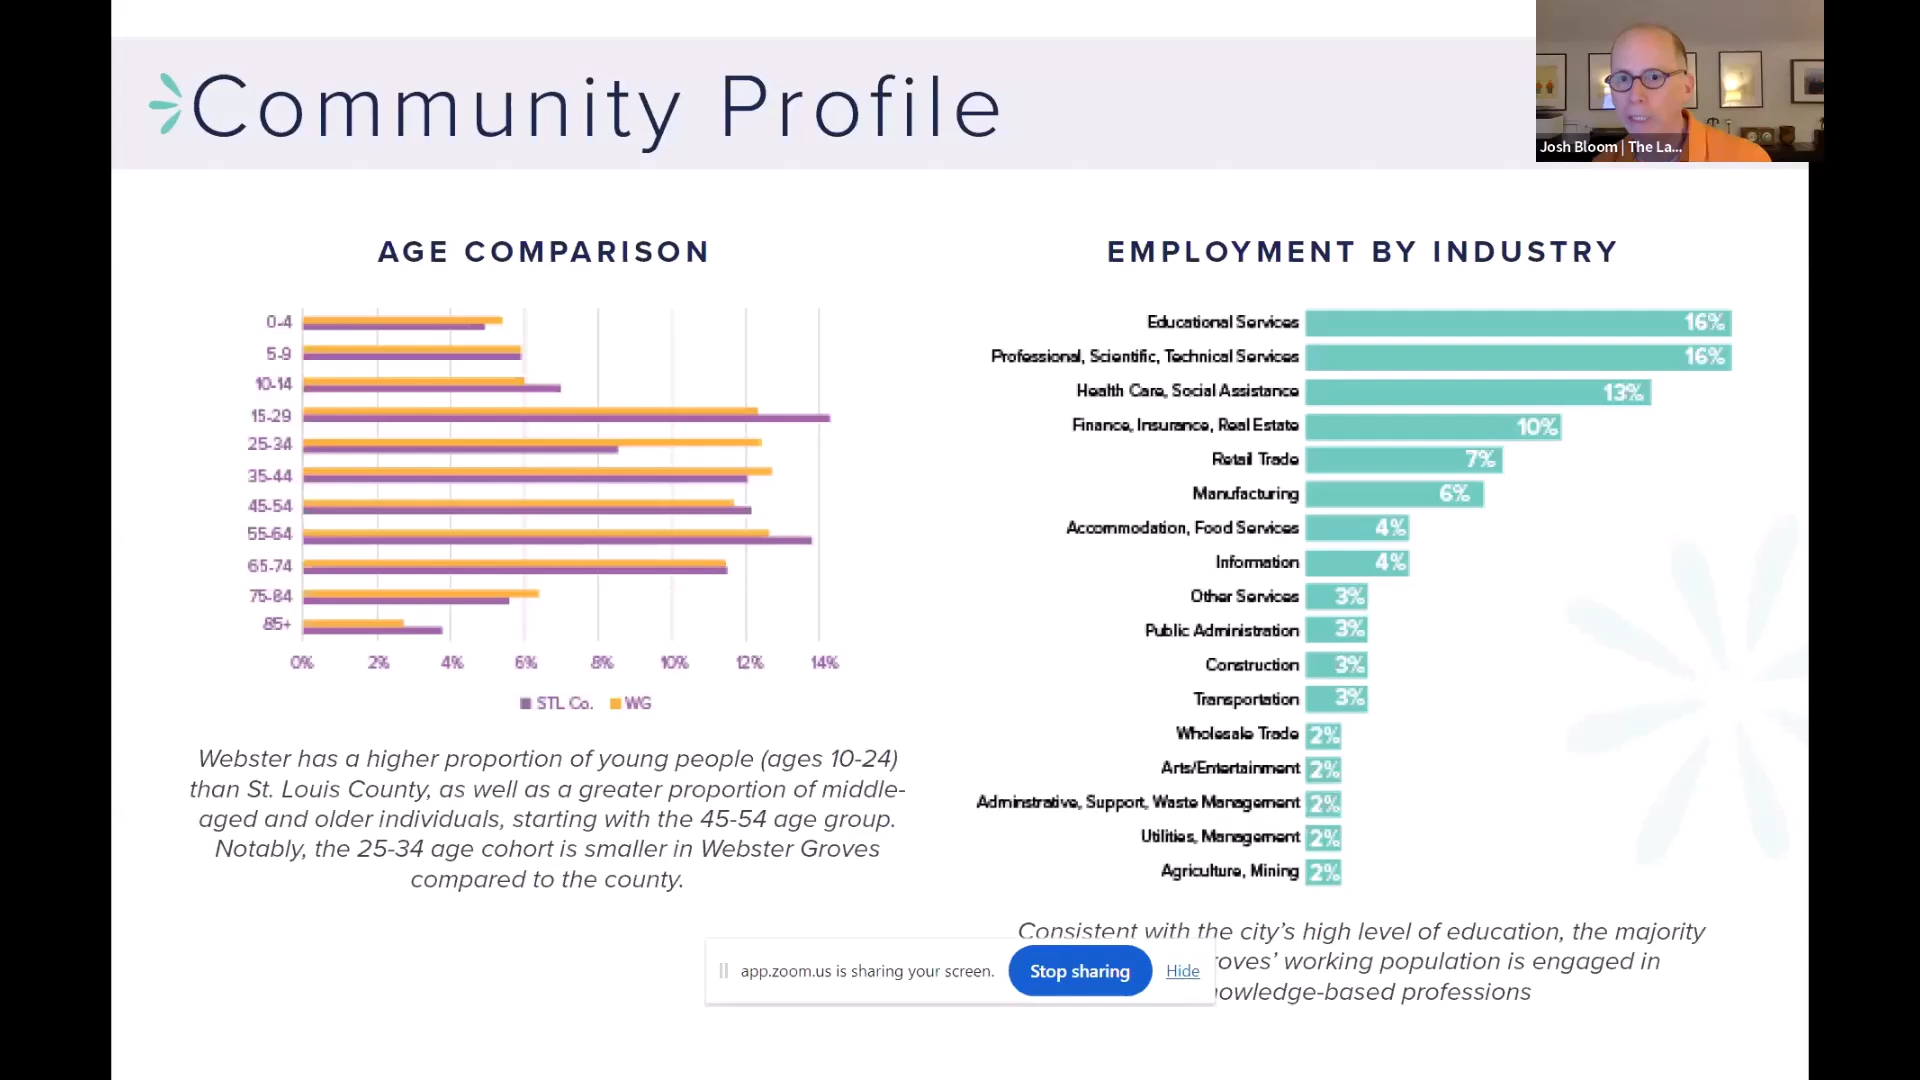 Community Profile
Josh Bloom | The La...
AGE COMPARISON
0-4
5-9
10-14
15-29
25-34
35-44
45-54
55-64
65-74
75-84
85+
0% 2% 4% 6% 8% 10% 12% 14%
STL Co. WG
Webster has a higher proportion of young people (ages 10-24)
than St. Louis County, as well as a greater proportion of middle-
aged and older individuals, starting with the 45-54 age group.
Notably, the 25-34 age cohort is smaller in Webster Groves
compared to the county.
EMPLOYMENT BY INDUSTRY
Educational Services 16%
Professional, Scientific, Technical Services 16%
Health Care, Social Assistance 13%
Finance, Insurance, Real Estate 10%
Retail Trade 7%
Manufacturing 6%
Accommodation, Food Services 4%
Information 4%
Other Services 3%
Public Administration 3%
Construction 3%
Transportation 3%
Wholesale Trade 2%
Arts/Entertainment 2%
Adminstrative, Support, Waste Management 2%
Utilities, Management 2%
Agriculture, Mining 2%
Consistent with the city's high level of education, the majority
roves' working population is engaged in
owledge-based professions
app.zoom.us is sharing your screen. Stop sharing Hide